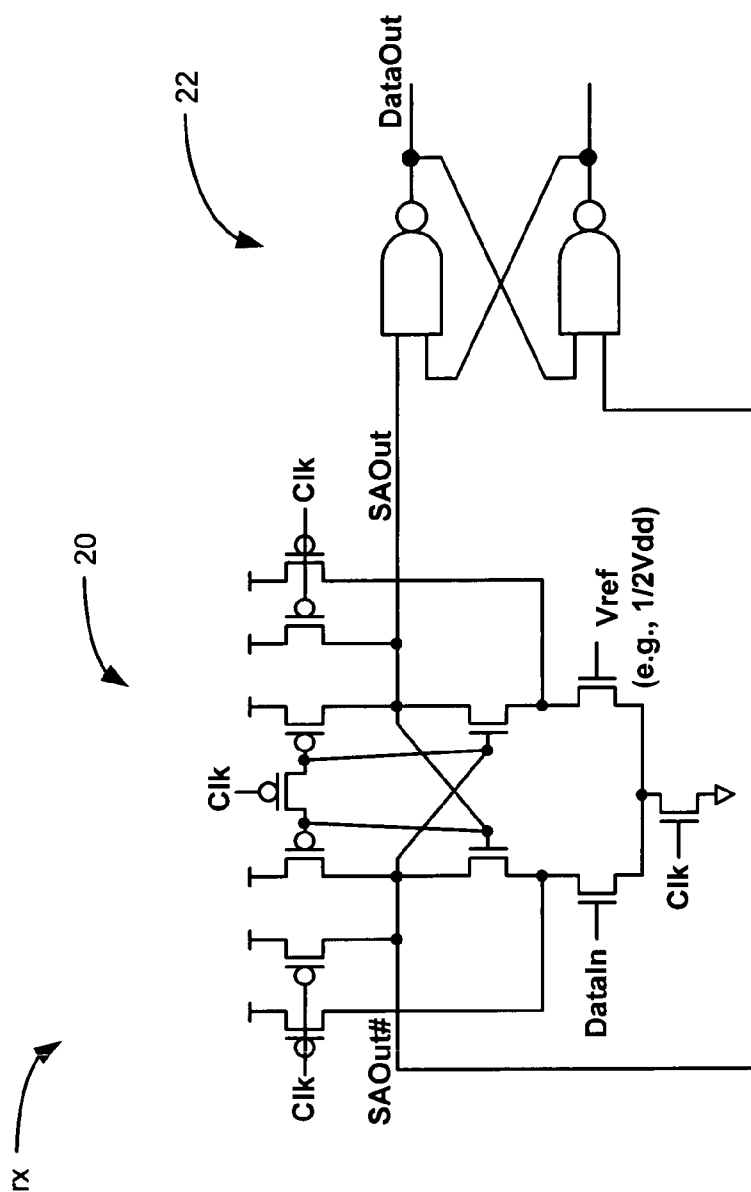 rx
20
22
Clk
Clk
Clk
SAOut#
SAOut
DataOut
DataIn
Vref
(e.g., 1/2Vdd)
Clk